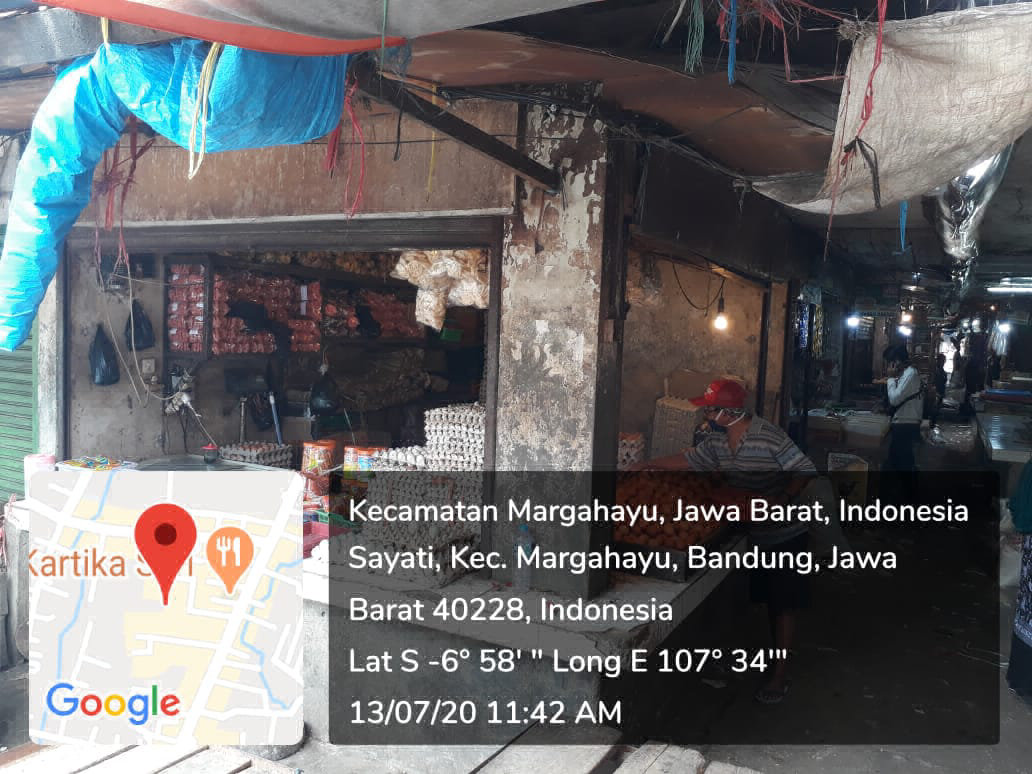 Kecamatan Margahayu, Jawa Barat, Indonesia
Sayati, Kec. Margahayu, Bandung, Jawa
Barat 40228, Indonesia
Lat S -6° 58' " Long E 107° 34'"
13/07/20 11:42 AM
Kartika
Google